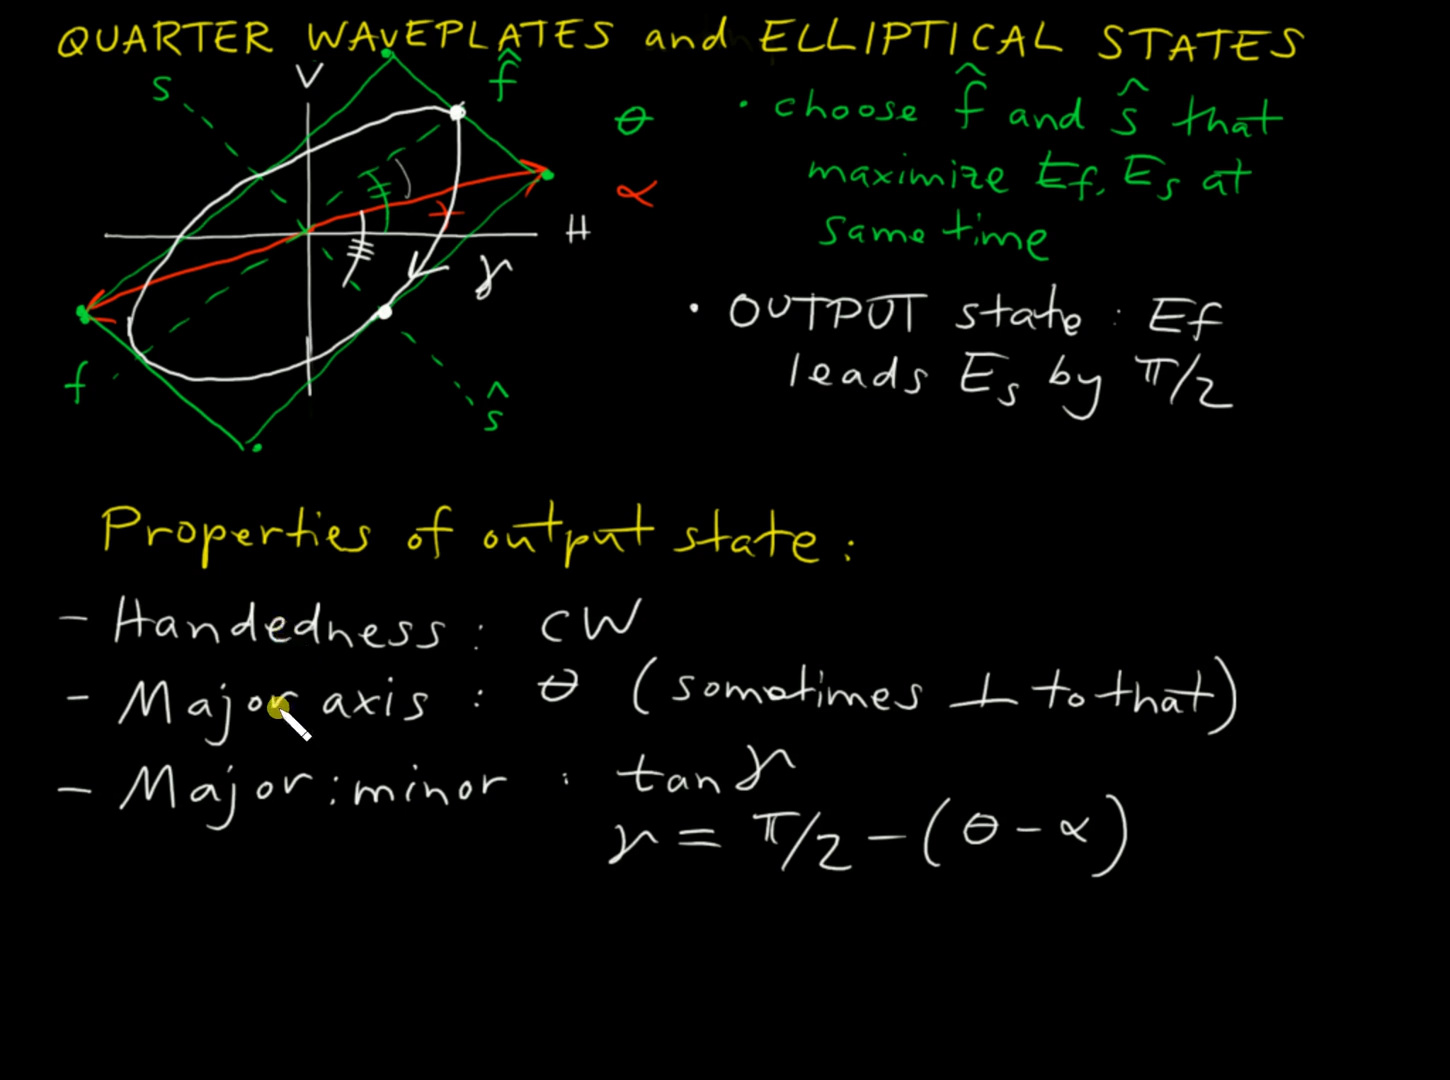 QUARTER WAVEPLATES and ELLIPTICAL STATES
V
S
f̂
θ
α
H
γ
f
ŝ
• choose f̂ and ŝ that
maximize Ef, Es at
same time
• OUTPUT state : Ef
leads Es by π/2
Properties of output state :
- Handedness : CW
- Major axis : θ (sometimes ⊥ to that)
- Major : minor : tan γ
γ = π/2 - (θ - α)